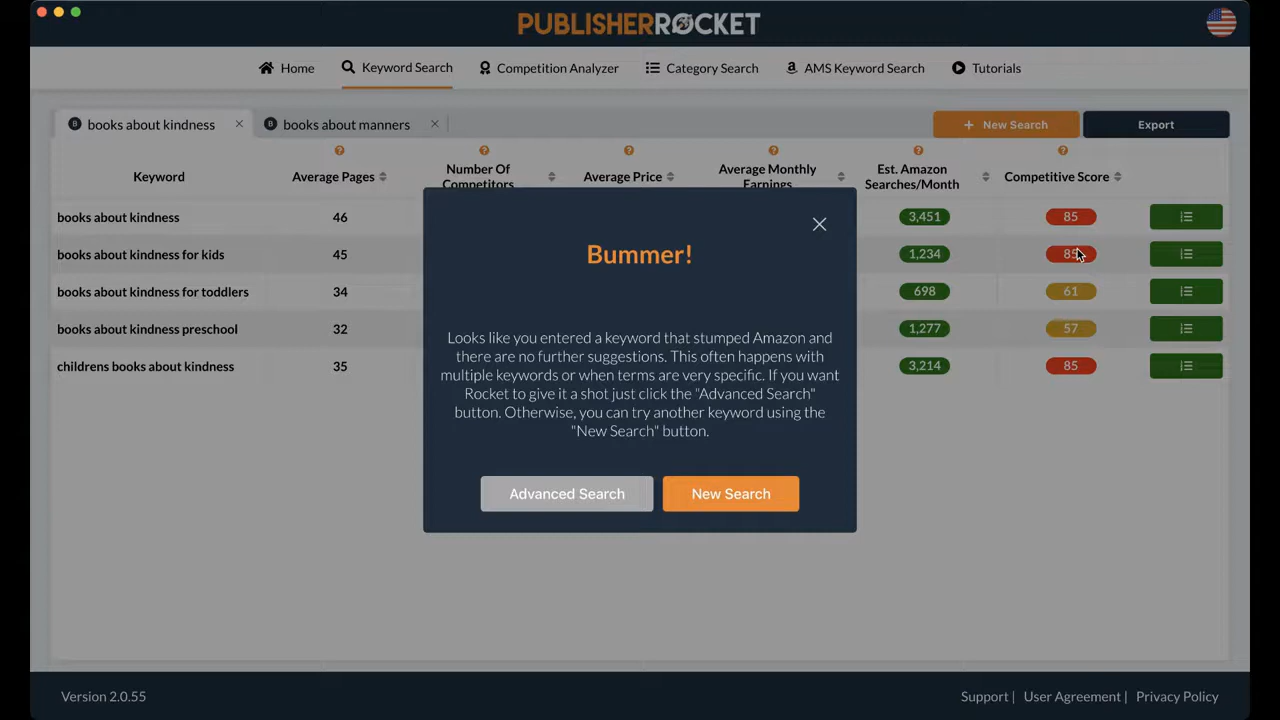 PUBLISHERROCKET
Home
Keyword Search
Competition Analyzer
Category Search
AMS Keyword Search
Tutorials
B books about kindness
B books about manners
+ New Search
Export
? ? ? ? ? ?
Keyword
Average Pages
Number Of
Competitors
Average Price
Average Monthly
Earnings
Est. Amazon
Searches/Month
Competitive Score
books about kindness 46 3,451 85
books about kindness for kids 45 1,234 85
books about kindness for toddlers 34 698 61
books about kindness preschool 32 1,277 57
childrens books about kindness 35 3,214 85
Bummer!
Looks like you entered a keyword that stumped Amazon and
there are no further suggestions. This often happens with
multiple keywords or when terms are very specific. If you want
Rocket to give it a shot just click the "Advanced Search"
button. Otherwise, you can try another keyword using the
"New Search" button.
Advanced Search
New Search
Version 2.0.55
Support | User Agreement | Privacy Policy